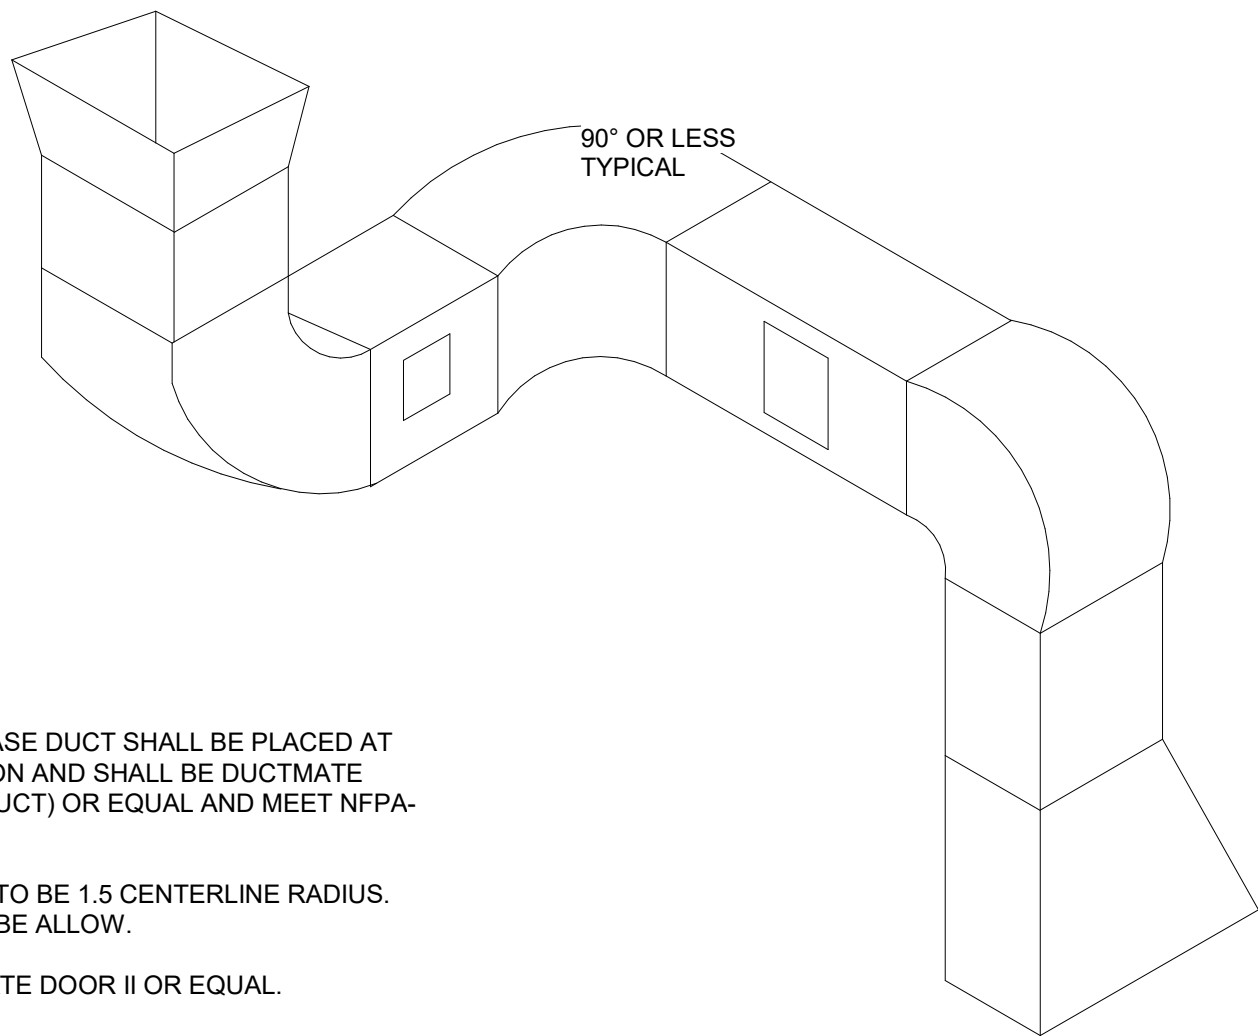 90° OR LESS
TYPICAL
ASE DUCT SHALL BE PLACED AT
ON AND SHALL BE DUCTMATE
UCT) OR EQUAL AND MEET NFPA-
TO BE 1.5 CENTERLINE RADIUS.
BE ALLOW.
TE DOOR II OR EQUAL.